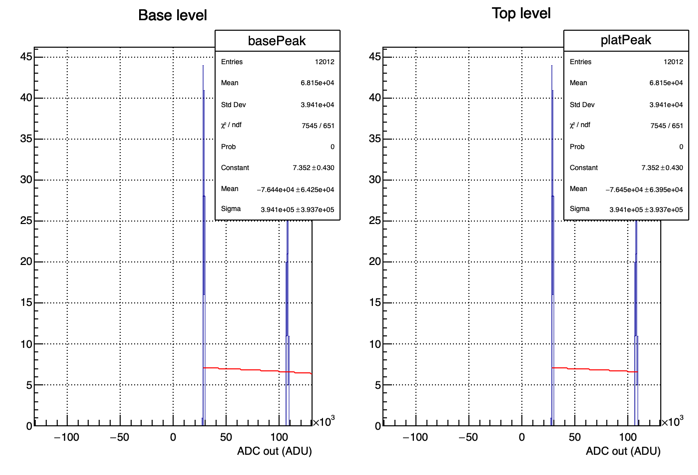 Base level
basePeak
Entries 12012
Mean 6.815e+04
Std Dev 3.941e+04
χ² / ndf 7545 / 651
Prob 0
Constant 7.352 ± 0.430
Mean −7.644e+04 ± 6.425e+04
Sigma 3.941e+05 ± 3.937e+05
45
40
35
30
25
20
15
10
5
0
−100
−50
0
50
100
×10³
ADC out (ADU)
Top level
platPeak
Entries 12012
Mean 6.815e+04
Std Dev 3.941e+04
χ² / ndf 7545 / 651
Prob 0
Constant 7.352 ± 0.430
Mean −7.645e+04 ± 6.395e+04
Sigma 3.941e+05 ± 3.937e+05
45
40
35
30
25
20
15
10
5
0
−100
−50
0
50
100
×10³
ADC out (ADU)